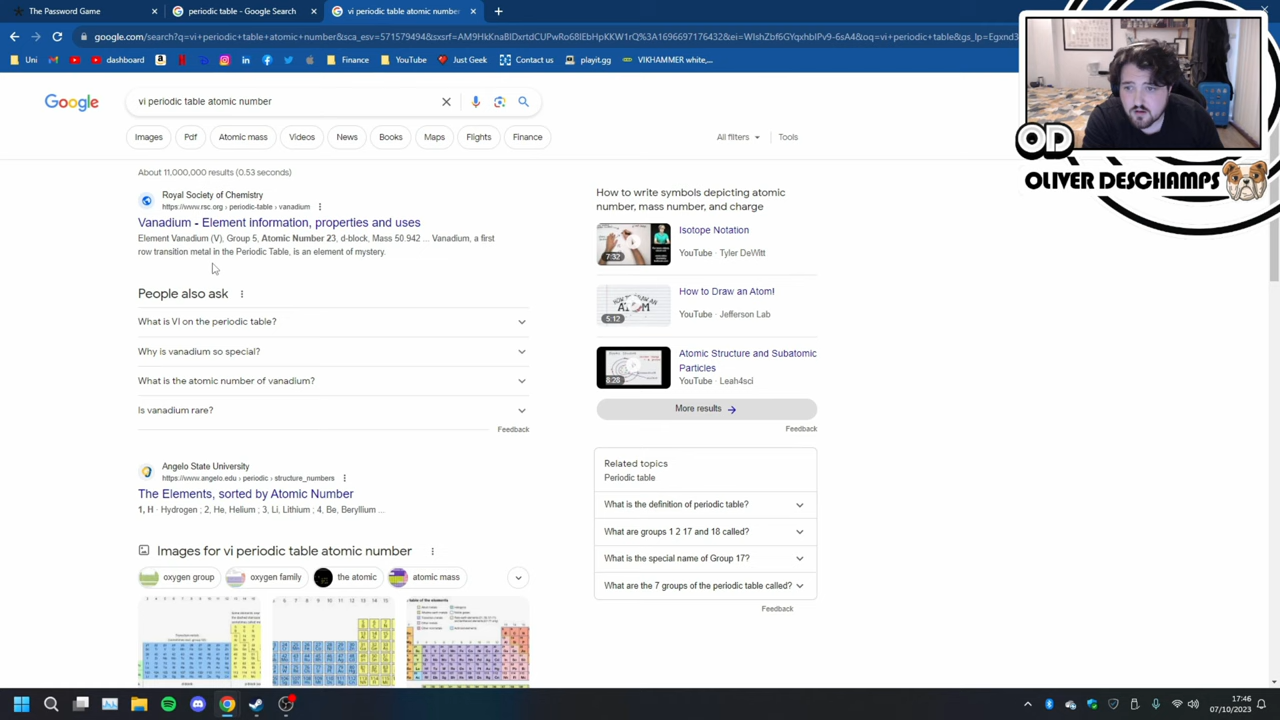 The Password Game
periodic table - Google Search
vi periodic table atomic number
google.com/search?q=vi+periodic+table+atomic+number
Uni
dashboard
Finance
YouTube
Just Geek
Contact us
playit.gg
VIKHAMMER white,...
OD
OLIVER DESCHAMPS
Google
vi periodic table atomic number
Images
Pdf
Atomic mass
Videos
News
Books
Maps
Flights
Finance
All filters
Tools
About 11,000,000 results (0.53 seconds)
Royal Society of Chemistry
https://www.rsc.org › periodic-table › vanadium
Vanadium - Element information, properties and uses
Element Vanadium (V), Group 5, Atomic Number 23, d-block, Mass 50.942 ... Vanadium, a first
row transition metal in the Periodic Table, is an element of mystery.
People also ask
What is VI on the periodic table?
Why is vanadium so special?
What is the atomic number of vanadium?
Is vanadium rare?
Feedback
Angelo State University
https://www.angelo.edu › periodic › structure_numbers
The Elements, sorted by Atomic Number
1, H · Hydrogen ; 2, He, Helium ; 3, Li, Lithium ; 4, Be, Beryllium ...
Images for vi periodic table atomic number
oxygen group
oxygen family
the atomic
atomic mass
How to write symbols depicting atomic
number, mass number, and charge
7:32
Isotope Notation
YouTube · Tyler DeWitt
5:12
How to Draw an Atom!
YouTube · Jefferson Lab
Atomic Structure and Subatomic
Particles
YouTube · Leah4sci
More results
Feedback
Related topics
Periodic table
What is the definition of periodic table?
What are groups 1 2 17 and 18 called?
What is the special name of Group 17?
What are the 7 groups of the periodic table called?
Feedback
17:46
07/10/2023